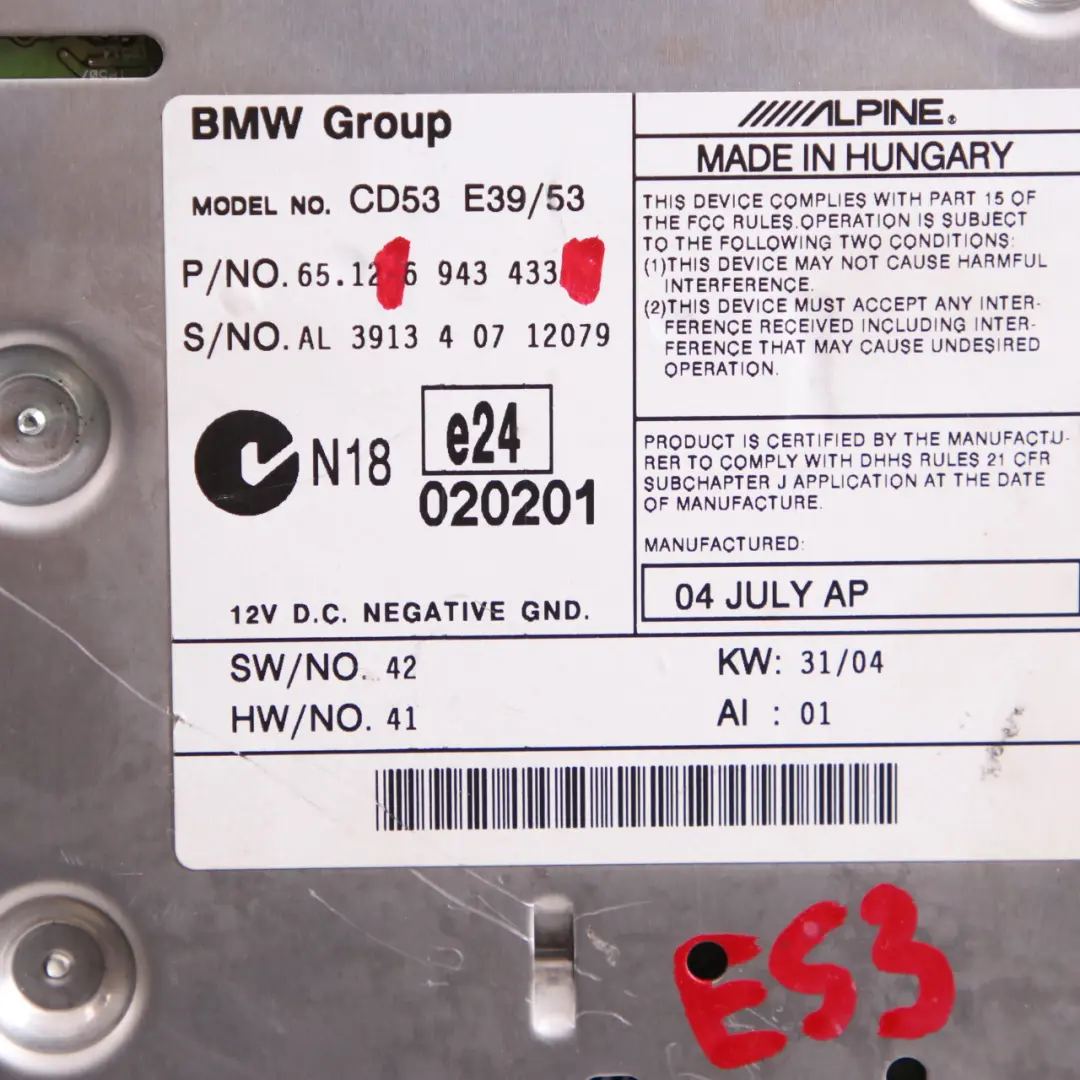 BMW Group
MODEL NO. CD53 E39/53
P/NO. 65.12 6 943 433
S/NO. AL 3913 4 07 12079
N18
e24
020201
12V D.C. NEGATIVE GND.
ALPINE®
MADE IN HUNGARY
THIS DEVICE COMPLIES WITH PART 15 OF
THE FCC RULES.OPERATION IS SUBJECT
TO THE FOLLOWING TWO CONDITIONS:
(1)THIS DEVICE MAY NOT CAUSE HARMFUL
INTERFERENCE.
(2)THIS DEVICE MUST ACCEPT ANY INTER-
FERENCE RECEIVED INCLUDING INTER-
FERENCE THAT MAY CAUSE UNDESIRED
OPERATION.
PRODUCT IS CERTIFIED BY THE MANUFACTU-
RER TO COMPLY WITH DHHS RULES 21 CFR
SUBCHAPTER J APPLICATION AT THE DATE
OF MANUFACTURE.
MANUFACTURED:
04 JULY AP
SW/NO. 42
KW: 31/04
HW/NO. 41
AI : 01
E53